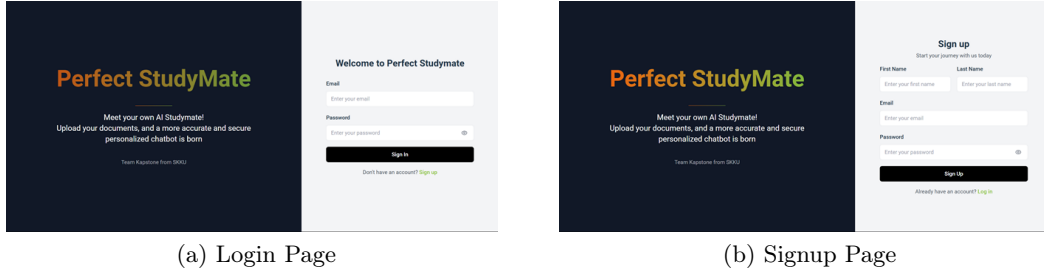 Perfect StudyMate
Meet your own AI Studymate!
Upload your documents, and a more accurate and secure
personalized chatbot is born
Team Kapstone from SKKU
Welcome to Perfect Studymate
Email
Enter your email
Password
Enter your password
Sign In
Don't have an account? Sign up
(a) Login Page
Perfect StudyMate
Meet your own AI Studymate!
Upload your documents, and a more accurate and secure
personalized chatbot is born
Team Kapstone from SKKU
Sign up
Start your journey with us today
First Name Last Name
Enter your first name Enter your last name
Email
Enter your email
Password
Enter your password
Sign Up
Already have an account? Log in
(b) Signup Page